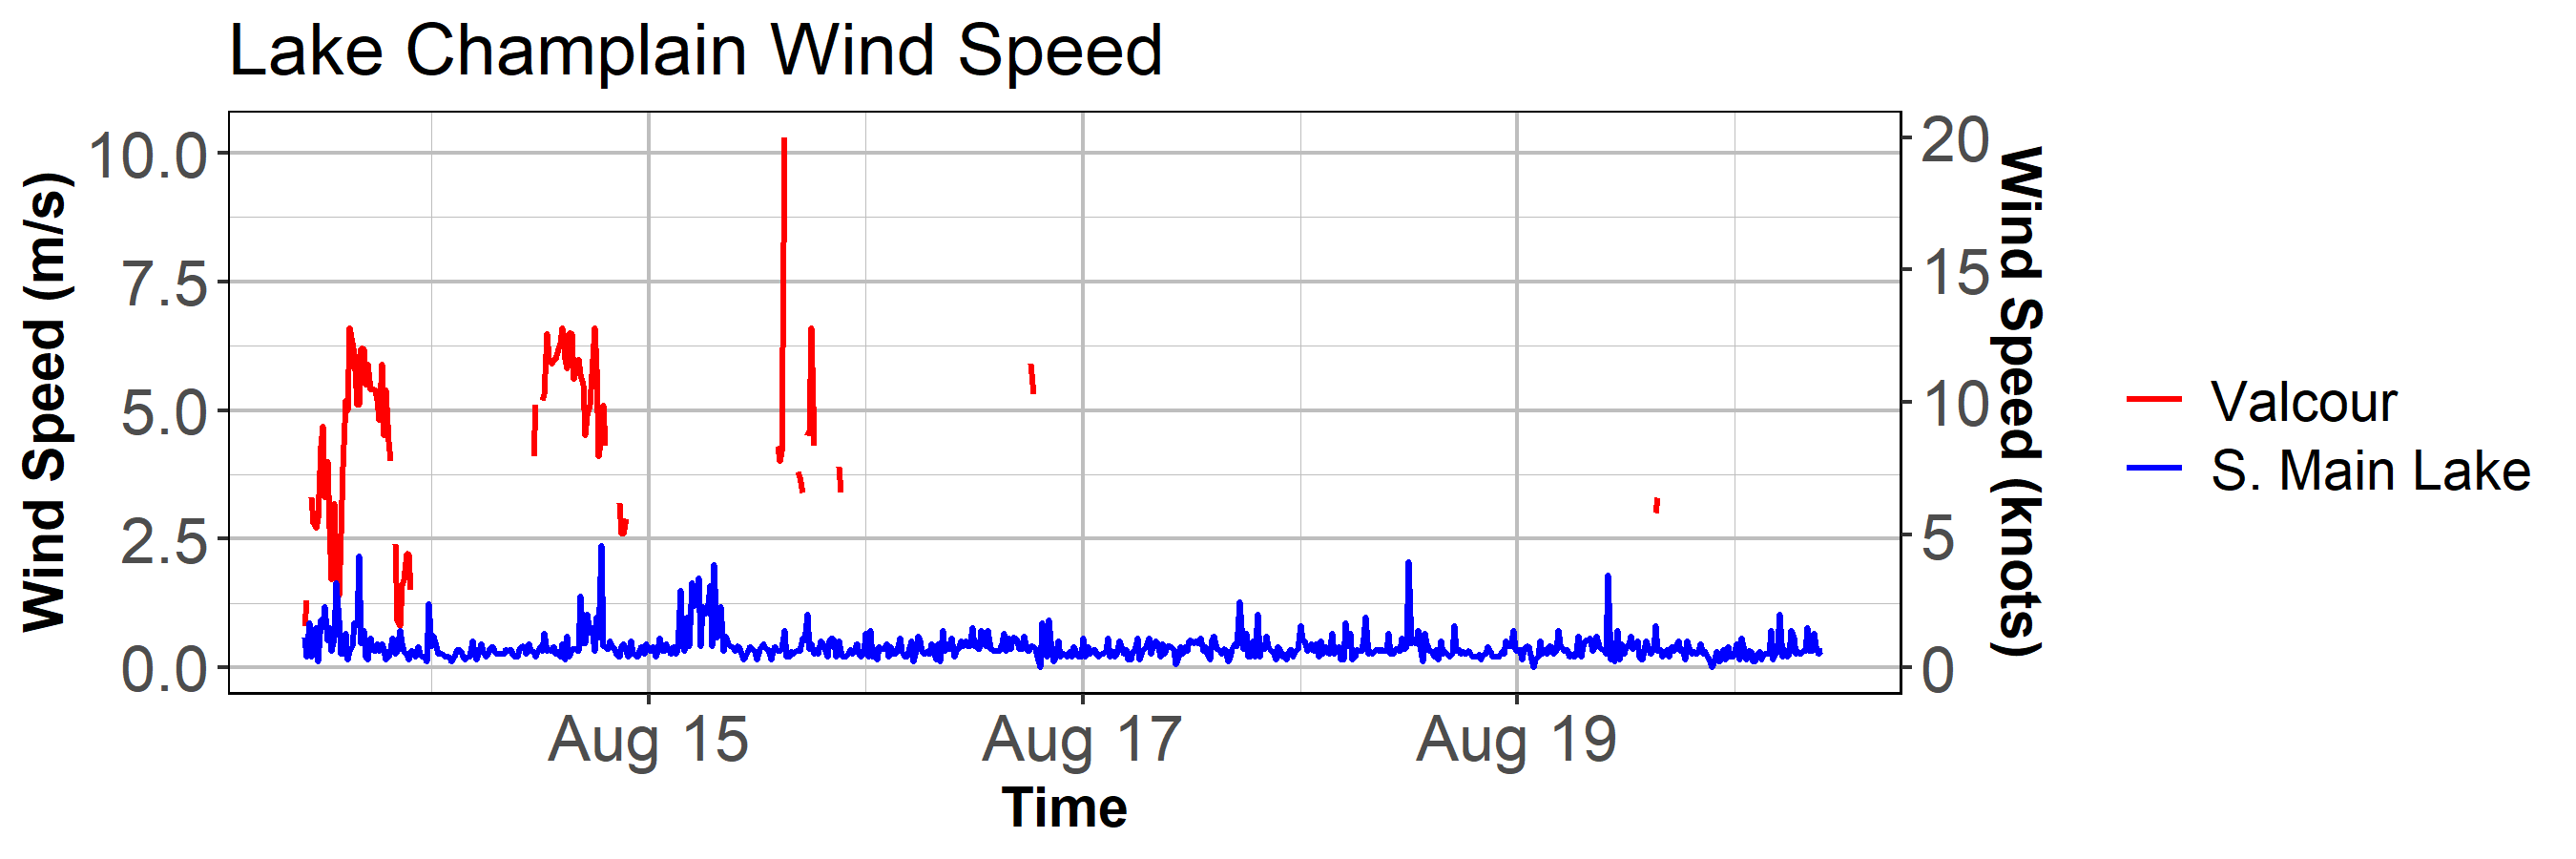 Lake Champlain Wind Speed
Wind Speed (m/s)
10.0
7.5
5.0
2.5
0.0
20
15
10
5
0
Wind Speed (knots)
Aug 15
Aug 17
Aug 19
Time
Valcour
S. Main Lake